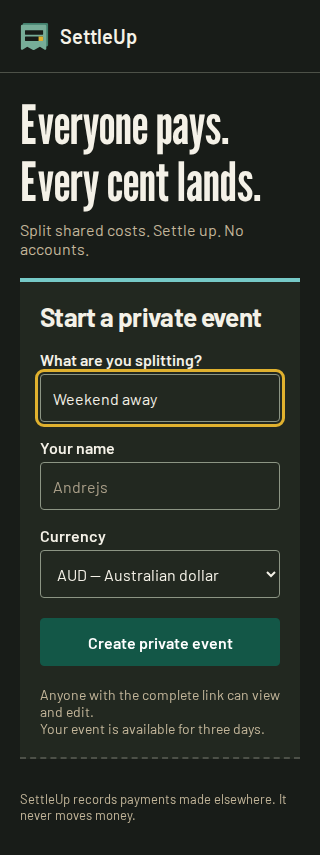 SettleUp
Everyone pays.
Every cent lands.
Split shared costs. Settle up. No
accounts.
Start a private event
What are you splitting?
Weekend away
Your name
Andrejs
Currency
AUD — Australian dollar
Create private event
Anyone with the complete link can view
and edit.
Your event is available for three days.
SettleUp records payments made elsewhere. It
never moves money.